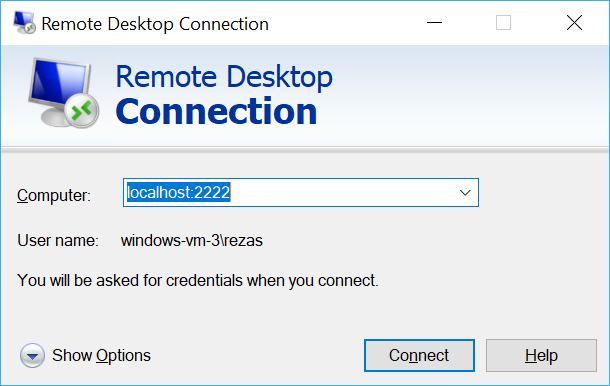 Remote Desktop Connection
Remote Desktop
Connection
Computer: localhost:2222
User name: windows-vm-3\rezas
You will be asked for credentials when you connect.
Show Options Connect Help